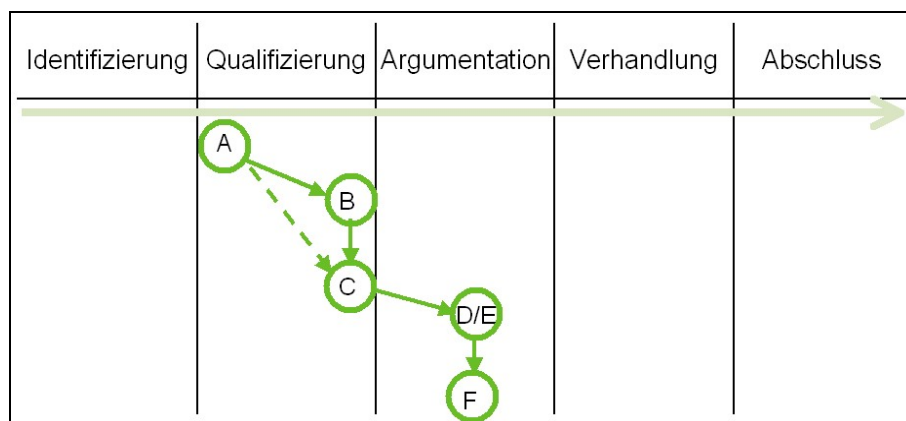 Identifizierung Qualifizierung Argumentation Verhandlung Abschluss
A
B
C
D/E
F